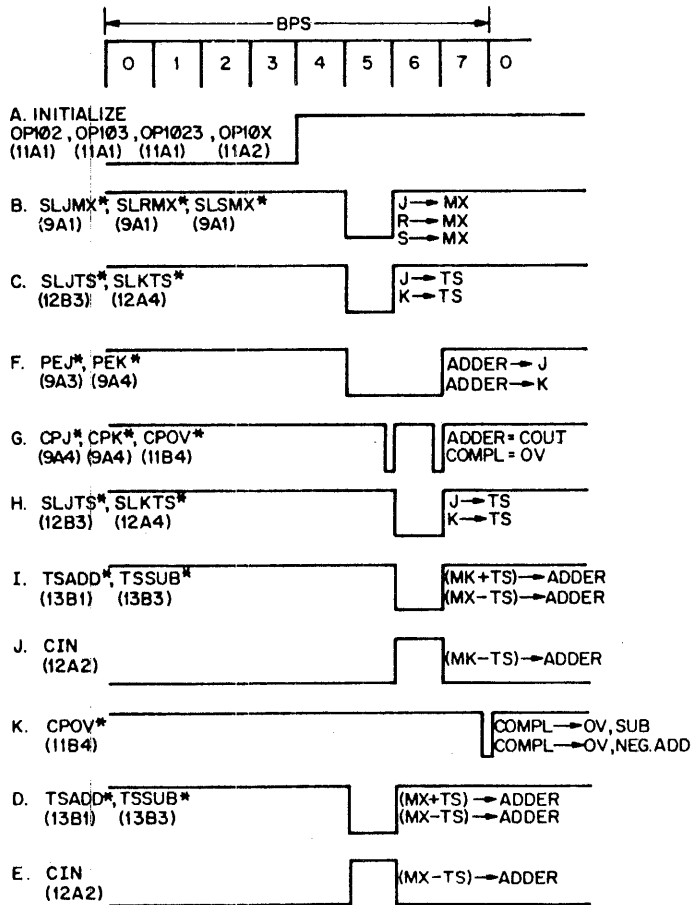 BPS
0 1 2 3 4 5 6 7 0
A. INITIALIZE
OP102, OP103, OP1023, OP10X
(11A1) (11A1) (11A1) (11A2)
B. SLJMX*, SLRMX*, SLSMX*
(9A1) (9A1) (9A1)
J→MX
R→MX
S→MX
C. SLJTS*, SLKTS*
(12B3) (12A4)
J→TS
K→TS
F. PEJ*, PEK*
(9A3) (9A4)
ADDER→J
ADDER→K
G. CPJ*, CPK*, CPOV*
(9A4) (9A4) (11B4)
ADDER=COUT
COMPL=OV
H. SLJTS*, SLKTS*
(12B3) (12A4)
J→TS
K→TS
I. TSADD*, TSSUB*
(13B1) (13B3)
(MK+TS)→ADDER
(MX-TS)→ADDER
J. CIN
(12A2)
(MK-TS)→ADDER
K. CPOV*
(11B4)
COMPL→OV,SUB
COMPL→OV,NEG.ADD
D. TSADD*, TSSUB*
(13B1) (13B3)
(MX+TS)→ADDER
(MX-TS)→ADDER
E. CIN
(12A2)
(MX-TS)→ADDER